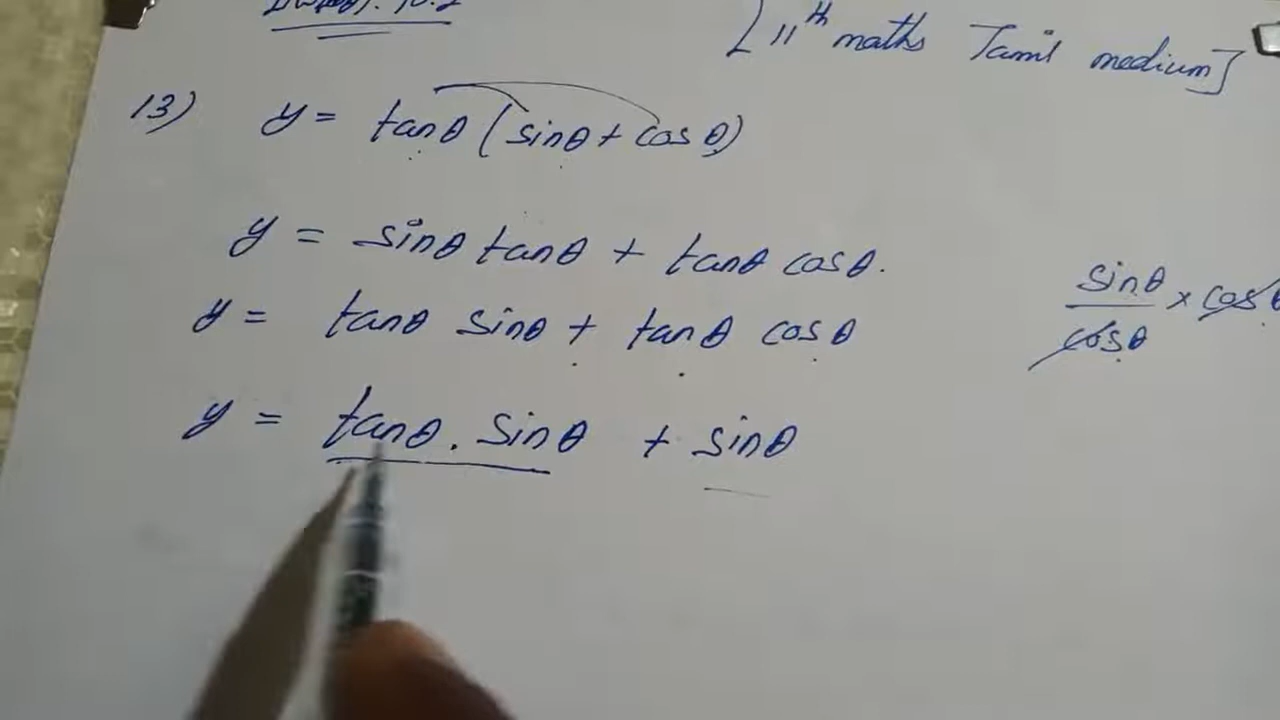 [11th maths Tamil medium]
13) y = tanθ (sinθ + cosθ)
y = sinθ tanθ + tanθ cosθ.
y = tanθ sinθ + tanθ cosθ
sinθ/cosθ × cosθ
y = tanθ . sinθ + sinθ